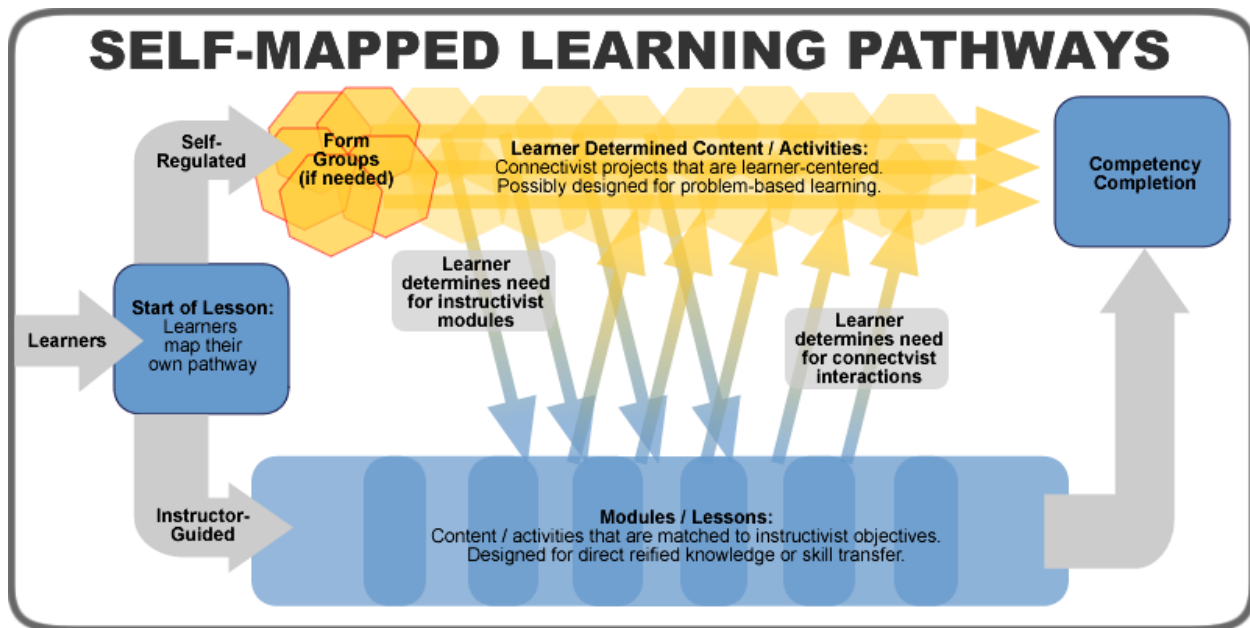 SELF-MAPPED LEARNING PATHWAYS
Self-
Regulated
Form
Groups
(if needed)
Learner Determined Content / Activities:
Connectivist projects that are learner-centered.
Possibly designed for problem-based learning.
Competency
Completion
Learner
determines need
for instructivist
modules
Learners
Start of Lesson:
Learners
map their
own pathway
Learner
determines need
for connectvist
interactions
Instructor-
Guided
Modules / Lessons:
Content / activities that are matched to instructivist objectives.
Designed for direct reified knowledge or skill transfer.